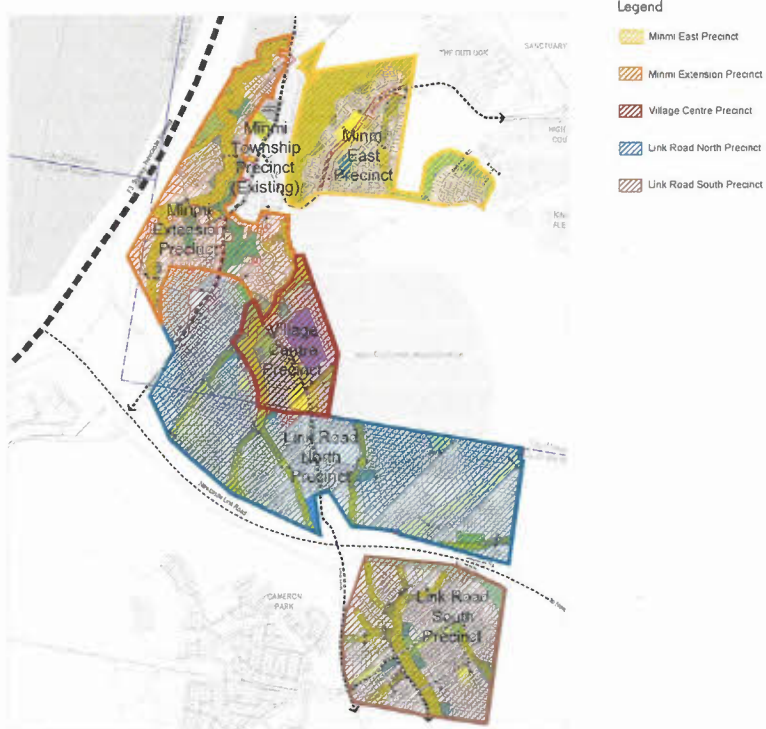 Legend
Minmi East Precinct
Minmi Extension Precinct
Village Centre Precinct
Link Road North Precinct
Link Road South Precinct
THE OUTLOOK
SANCTUARY
Minmi
Township
Precinct
(Existing)
Minmi
East
Precinct
Minmi
Extension
Precinct
Village
Centre
Precinct
Link Road
North
Precinct
Newcastle Link Road
CAMERON
PARK
Link Road
South
Precinct